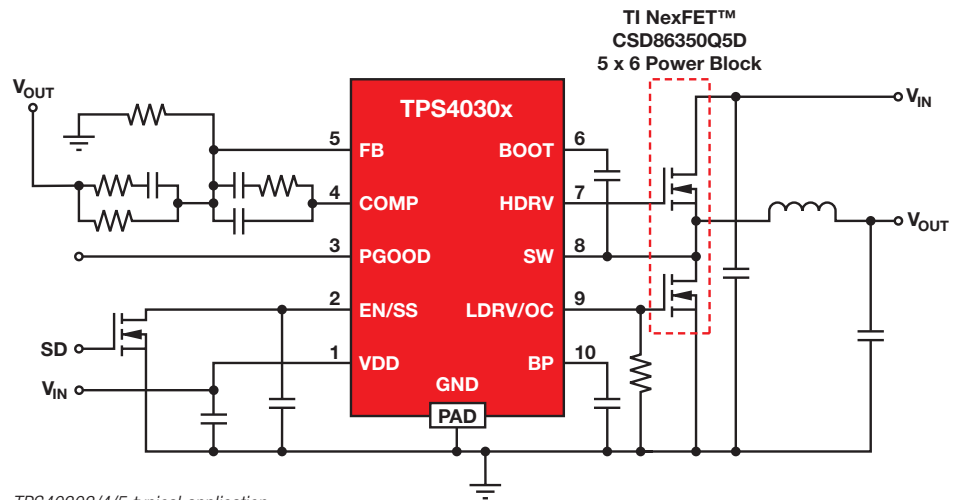 TI NexFET™
CSD86350Q5D
5 x 6 Power Block
VOUT
TPS4030x
VIN
5
FB
BOOT
6
4
COMP
HDRV
7
VOUT
3
PGOOD
SW
8
2
EN/SS
LDRV/OC
9
SD
1
VDD
BP
10
VIN
GND
PAD